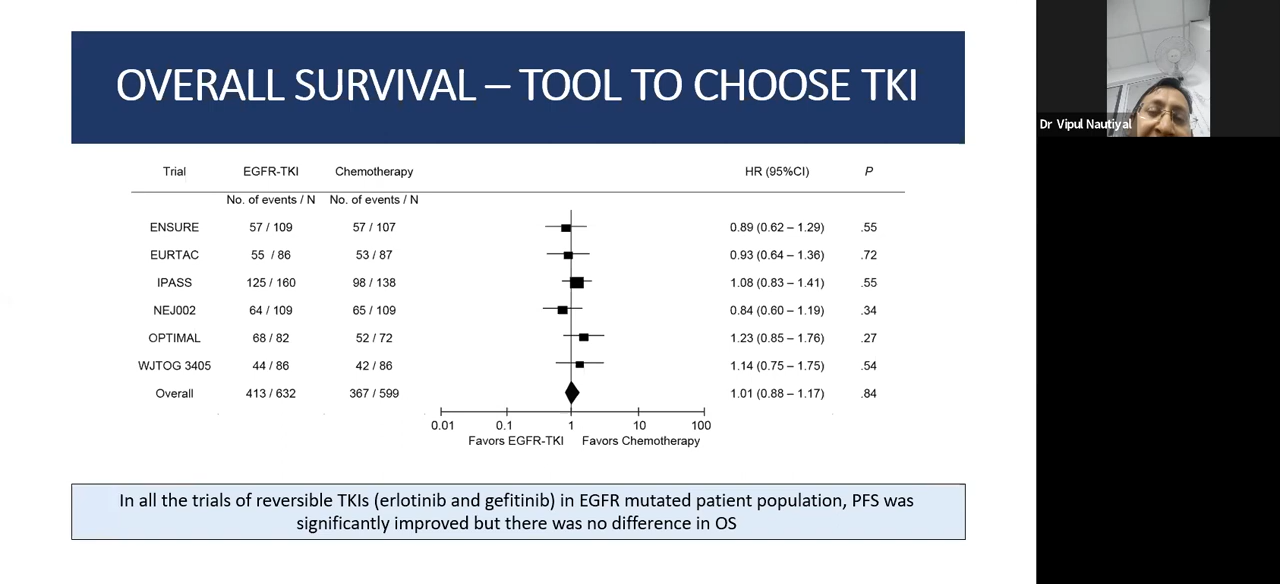 OVERALL SURVIVAL – TOOL TO CHOOSE TKI
Dr Vipul Nautiyal
Trial EGFR-TKI Chemotherapy HR (95%CI) P
No. of events / N No. of events / N
ENSURE 57 / 109 57 / 107 0.89 (0.62 – 1.29) .55
EURTAC 55 / 86 53 / 87 0.93 (0.64 – 1.36) .72
IPASS 125 / 160 98 / 138 1.08 (0.83 – 1.41) .55
NEJ002 64 / 109 65 / 109 0.84 (0.60 – 1.19) .34
OPTIMAL 68 / 82 52 / 72 1.23 (0.85 – 1.76) .27
WJTOG 3405 44 / 86 42 / 86 1.14 (0.75 – 1.75) .54
Overall 413 / 632 367 / 599 1.01 (0.88 – 1.17) .84
0.01 0.1 1 10 100
Favors EGFR-TKI Favors Chemotherapy
In all the trials of reversible TKIs (erlotinib and gefitinib) in EGFR mutated patient population, PFS was
significantly improved but there was no difference in OS